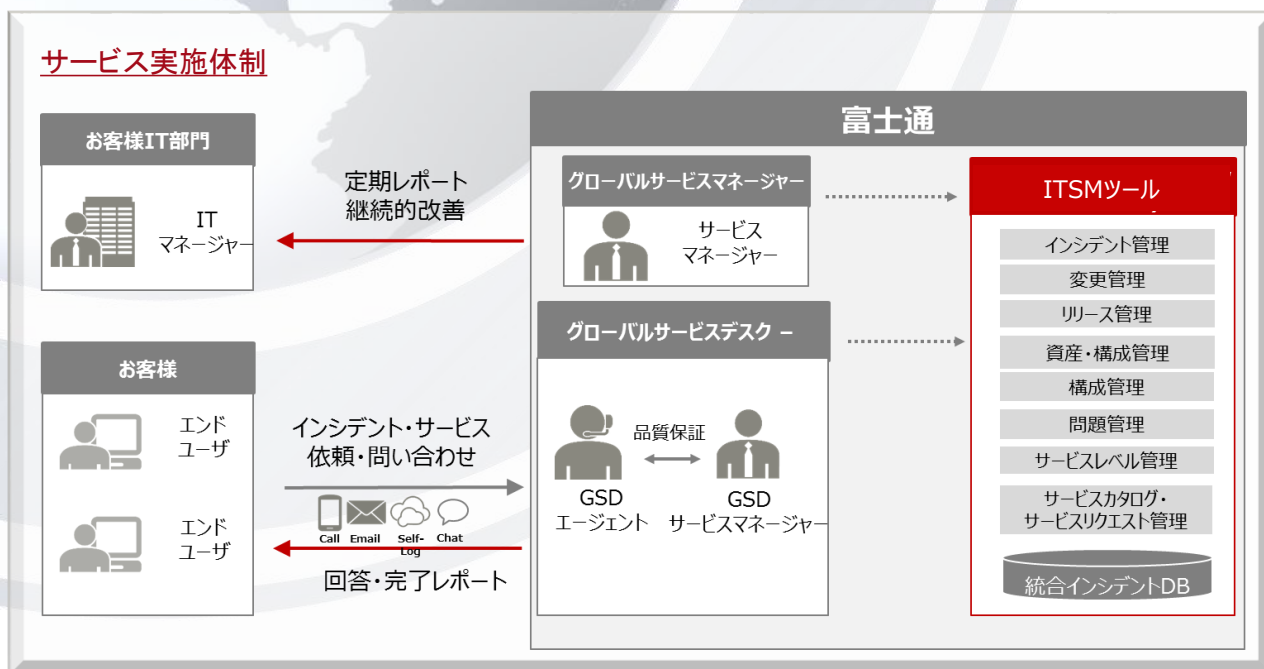 サービス実施体制
お客様IT部門
IT
マネージャー
定期レポート
継続的改善
富士通
グローバルサービスマネージャー
サービス
マネージャー
ITSMツール
インシデント管理
変更管理
リリース管理
資産・構成管理
構成管理
問題管理
サービスレベル管理
サービスカタログ・
サービスリクエスト管理
統合インシデントDB
グローバルサービスデスク －
品質保証
GSD
エージェント
GSD
サービスマネージャー
お客様
エンド
ユーザ
エンド
ユーザ
インシデント・サービス
依頼・問い合わせ
Call Email Self- Chat
Log
回答・完了レポート